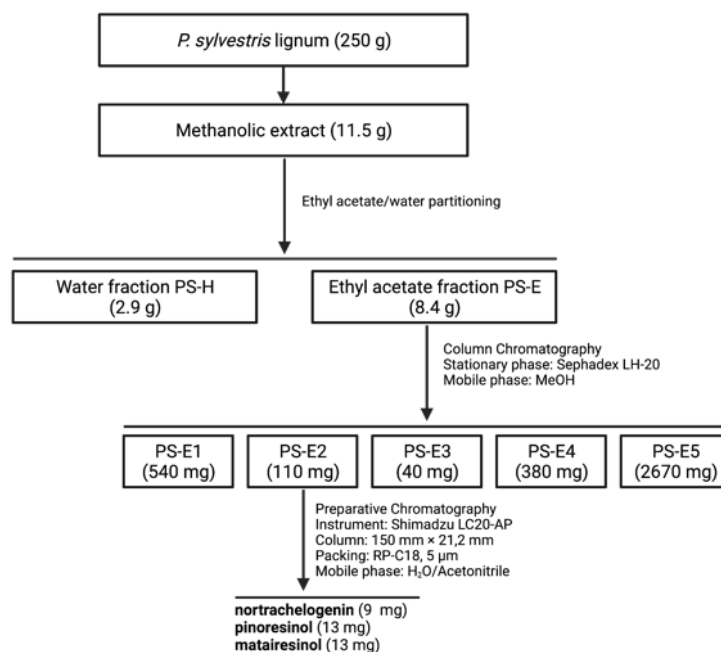 P. sylvestris lignum (250 g)
Methanolic extract (11.5 g)
Ethyl acetate/water partitioning
Water fraction PS-H
(2.9 g)
Ethyl acetate fraction PS-E
(8.4 g)
Column Chromatography
Stationary phase: Sephadex LH-20
Mobile phase: MeOH
PS-E1
(540 mg)
PS-E2
(110 mg)
PS-E3
(40 mg)
PS-E4
(380 mg)
PS-E5
(2670 mg)
Preparative Chromatography
Instrument: Shimadzu LC20-AP
Column: 150 mm × 21,2 mm
Packing: RP-C18, 5 µm
Mobile phase: H₂O/Acetonitrile
nortrachelogenin (9 mg)
pinoresinol (13 mg)
matairesinol (13 mg)